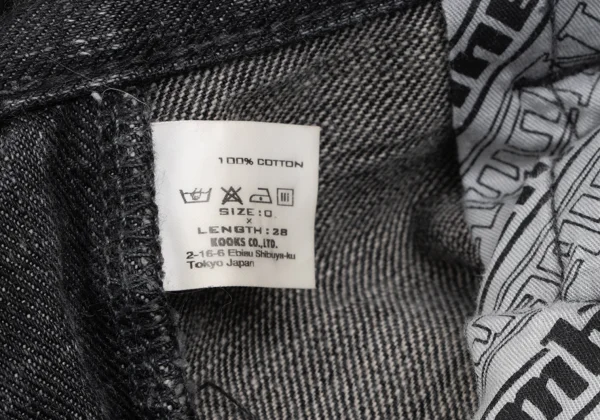 100% COTTON
SIZE:0
×
LENGTH:28
KOOKS CO.,LTD.
2-16-6 Ebisu Shibuya-ku
Tokyo Japan